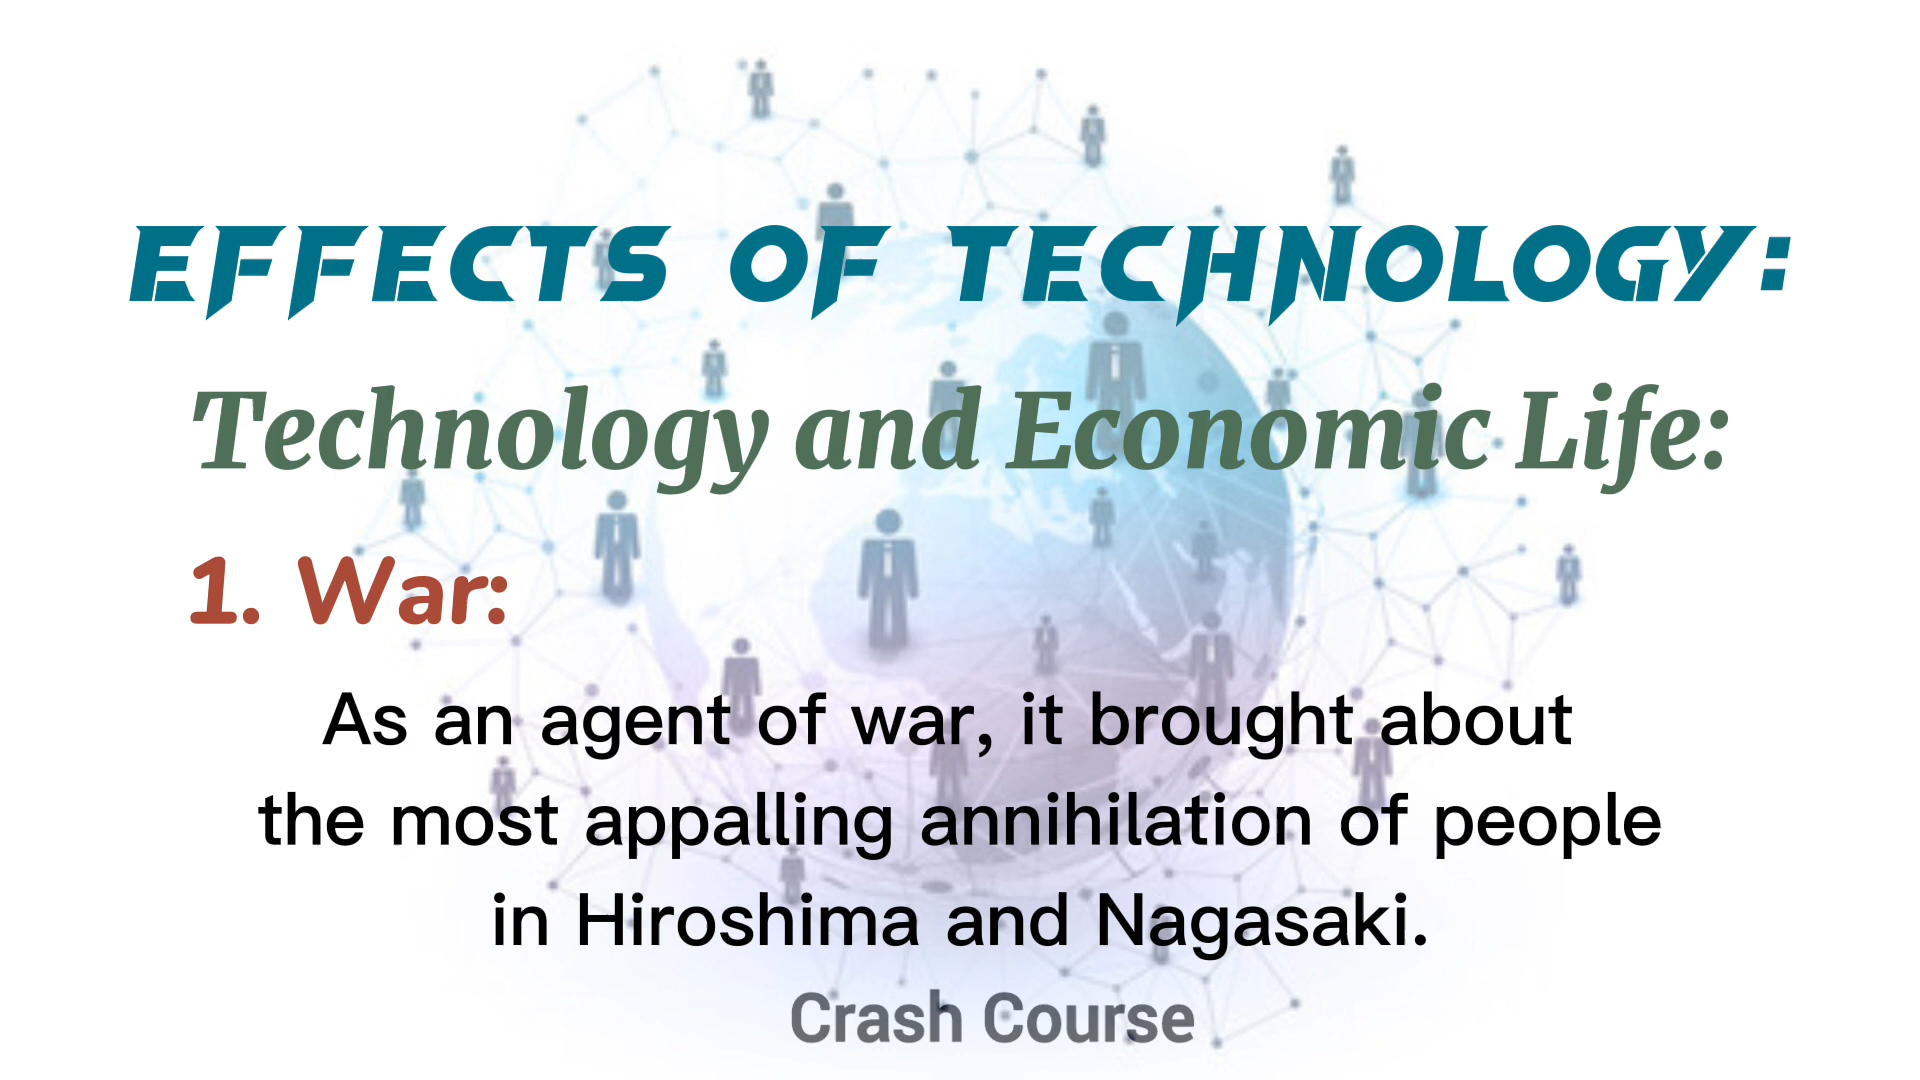 EFFECTS OF TECHNOLOGY:
Technology and Economic Life:
1. War:
As an agent of war, it brought about
the most appalling annihilation of people
in Hiroshima and Nagasaki.
Crash Course